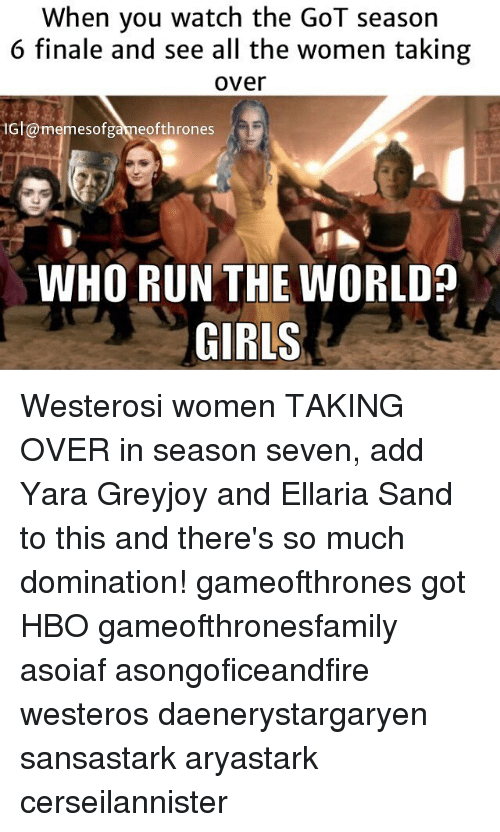 When you watch the GoT season
6 finale and see all the women taking
over
IG|@memesofgameofthrones
WHO RUN THE WORLD?
GIRLS
Westerosi women TAKING
OVER in season seven, add
Yara Greyjoy and Ellaria Sand
to this and there's so much
domination! gameofthrones got
HBO gameofthronesfamily
asoiaf asongoficeandfire
westeros daenerystargaryen
sansastark aryastark
cerseilannister